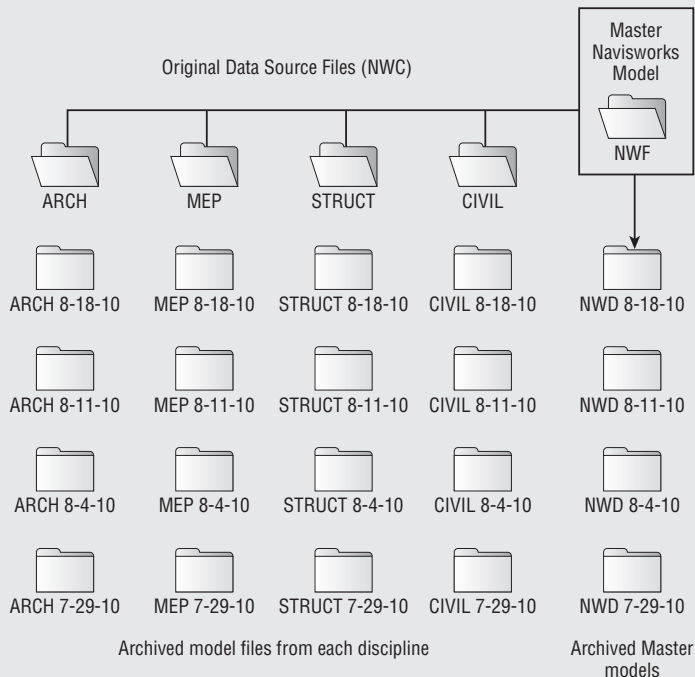 Original Data Source Files (NWC)
Master
Navisworks
Model
NWF
ARCH
MEP
STRUCT
CIVIL
ARCH 8-18-10
MEP 8-18-10
STRUCT 8-18-10
CIVIL 8-18-10
NWD 8-18-10
ARCH 8-11-10
MEP 8-11-10
STRUCT 8-11-10
CIVIL 8-11-10
NWD 8-11-10
ARCH 8-4-10
MEP 8-4-10
STRUCT 8-4-10
CIVIL 8-4-10
NWD 8-4-10
ARCH 7-29-10
MEP 7-29-10
STRUCT 7-29-10
CIVIL 7-29-10
NWD 7-29-10
Archived model files from each discipline
Archived Master
models